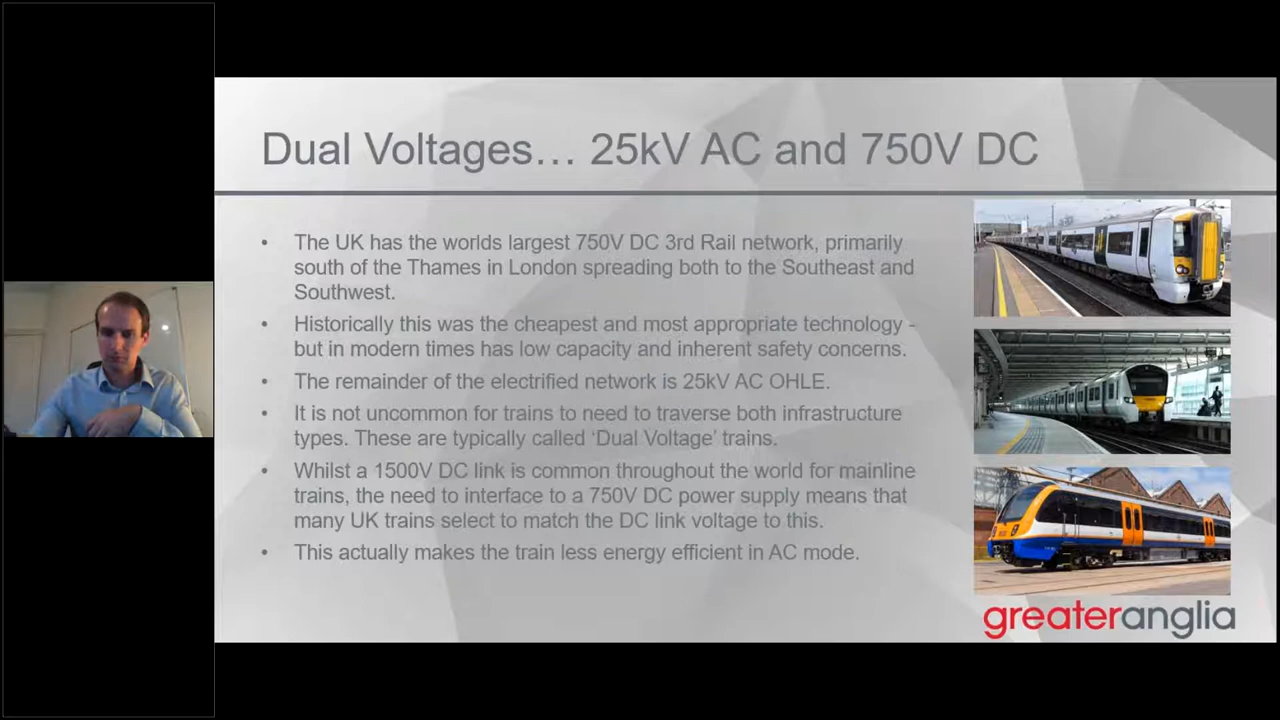 Dual Voltages… 25kV AC and 750V DC
• The UK has the worlds largest 750V DC 3rd Rail network, primarily
south of the Thames in London spreading both to the Southeast and
Southwest.
• Historically this was the cheapest and most appropriate technology -
but in modern times has low capacity and inherent safety concerns.
• The remainder of the electrified network is 25kV AC OHLE.
• It is not uncommon for trains to need to traverse both infrastructure
types. These are typically called ‘Dual Voltage’ trains.
• Whilst a 1500V DC link is common throughout the world for mainline
trains, the need to interface to a 750V DC power supply means that
many UK trains select to match the DC link voltage to this.
• This actually makes the train less energy efficient in AC mode.
greateranglia